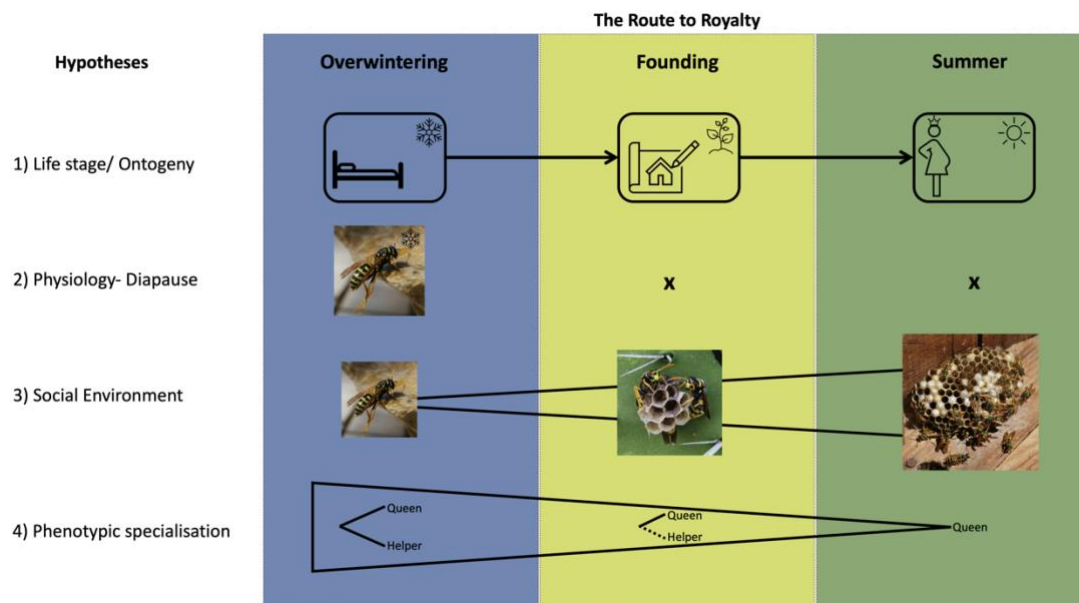 The Route to Royalty
Hypotheses
Overwintering
Founding
Summer
1) Life stage/ Ontogeny
2) Physiology- Diapause
x
x
3) Social Environment
4) Phenotypic specialisation
Queen
Helper
Queen
Helper
Queen